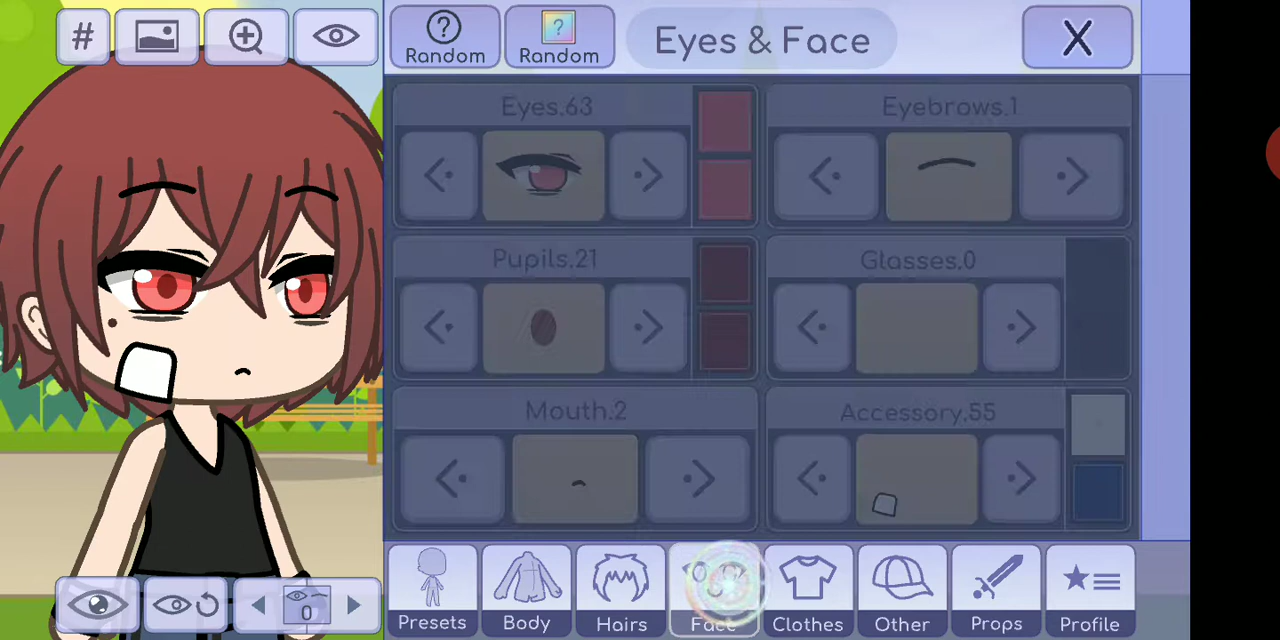 #
?
Random
?
Random
Eyes & Face
X
Eyes.63
Eyebrows.1
Pupils.21
Glasses.0
Mouth.2
Accessory.55
0
Presets
Body
Hairs
Face
Clothes
Other
Props
Profile